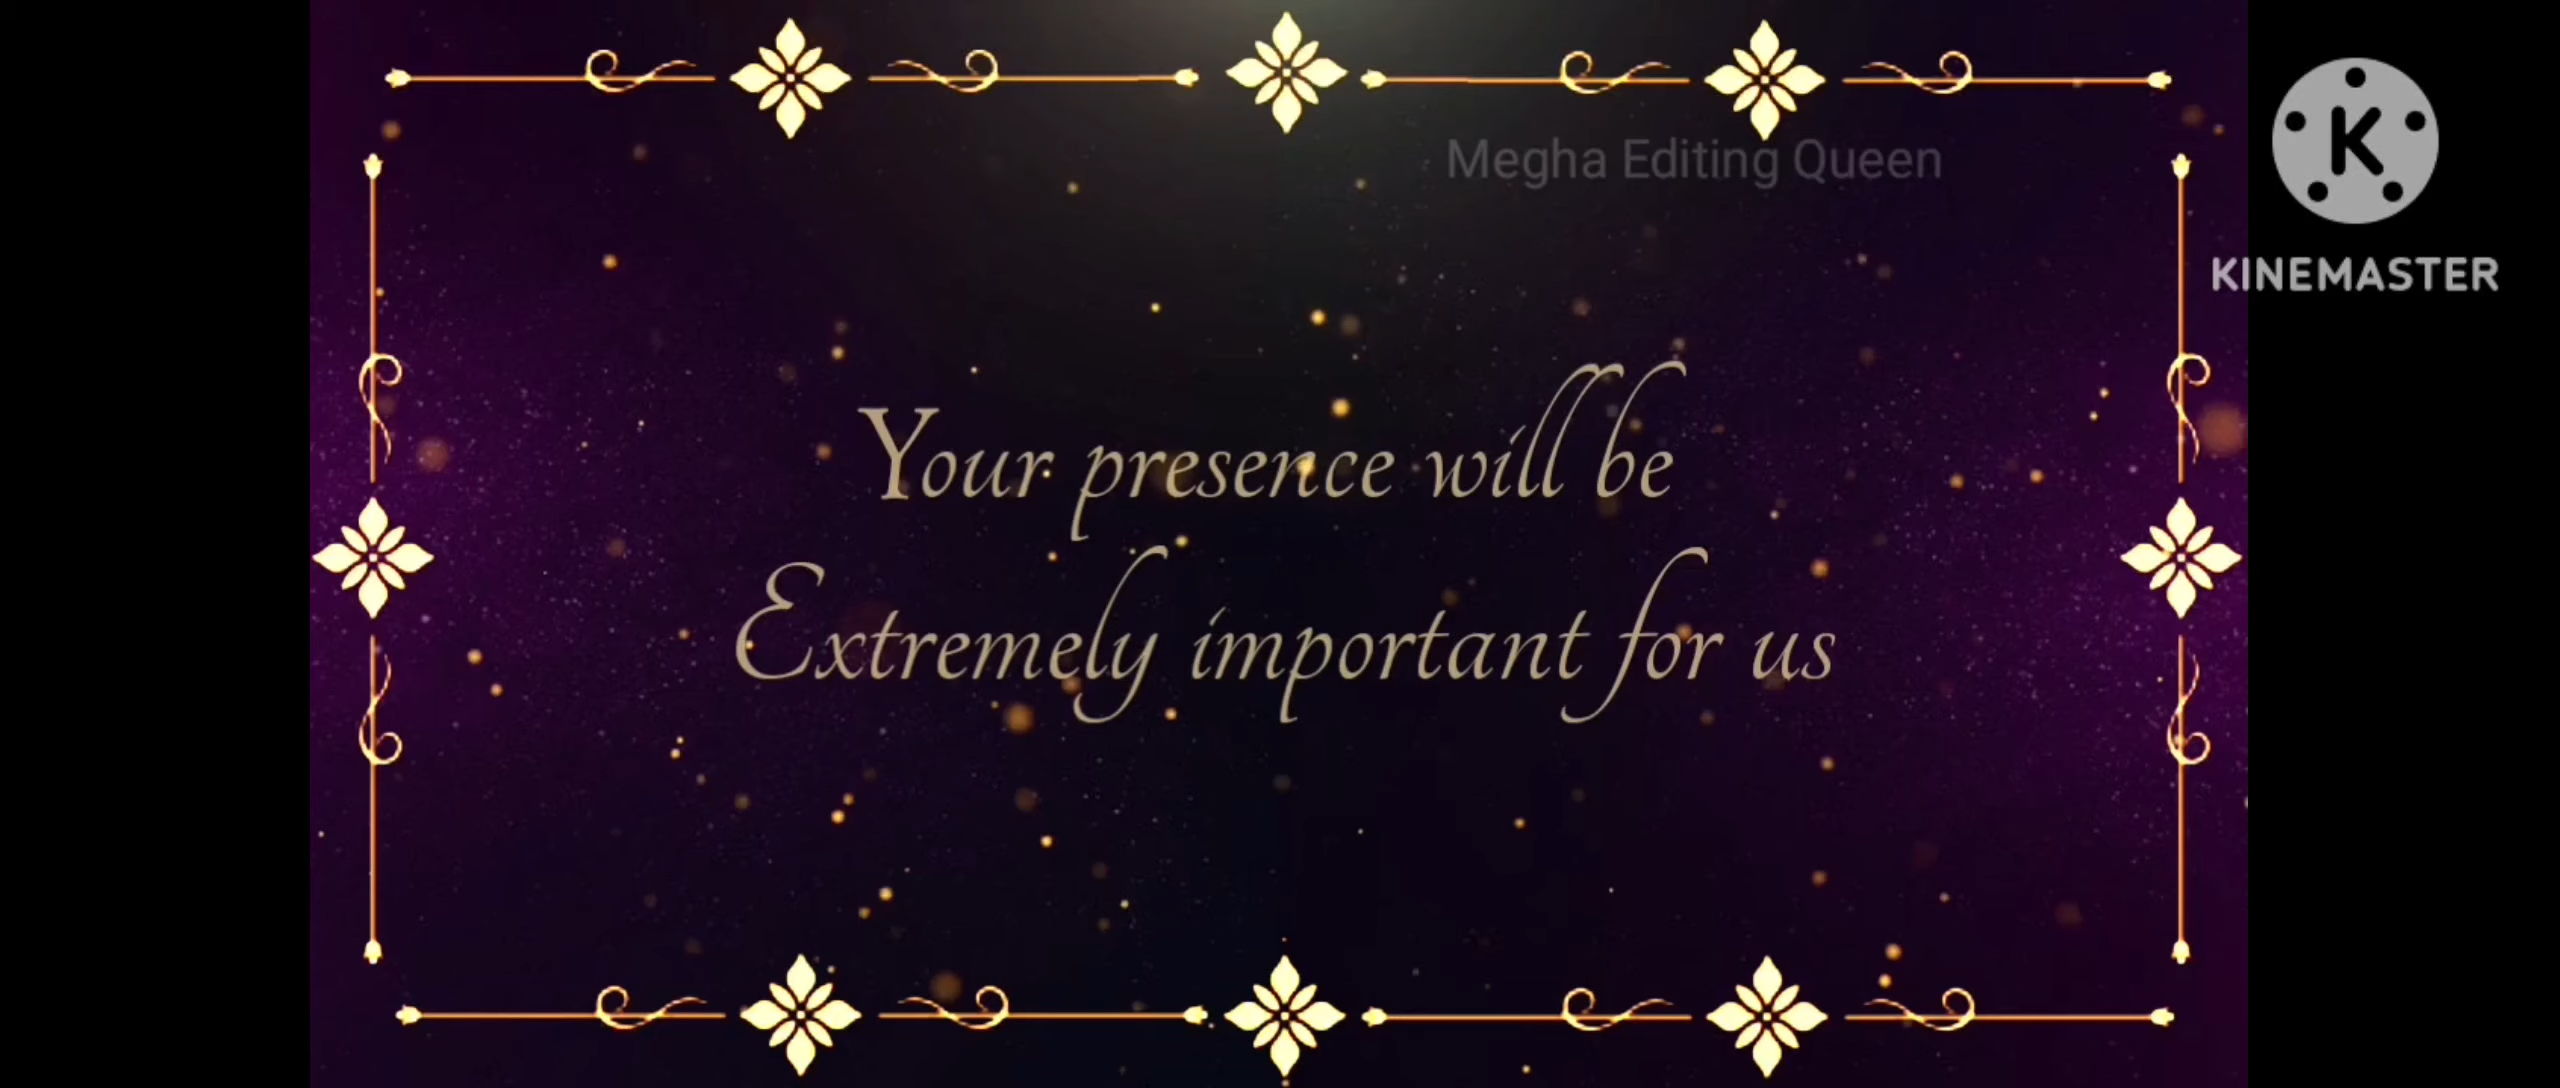 Megha Editing Queen
K
KINEMASTER
Your presence will be
Extremely important for us